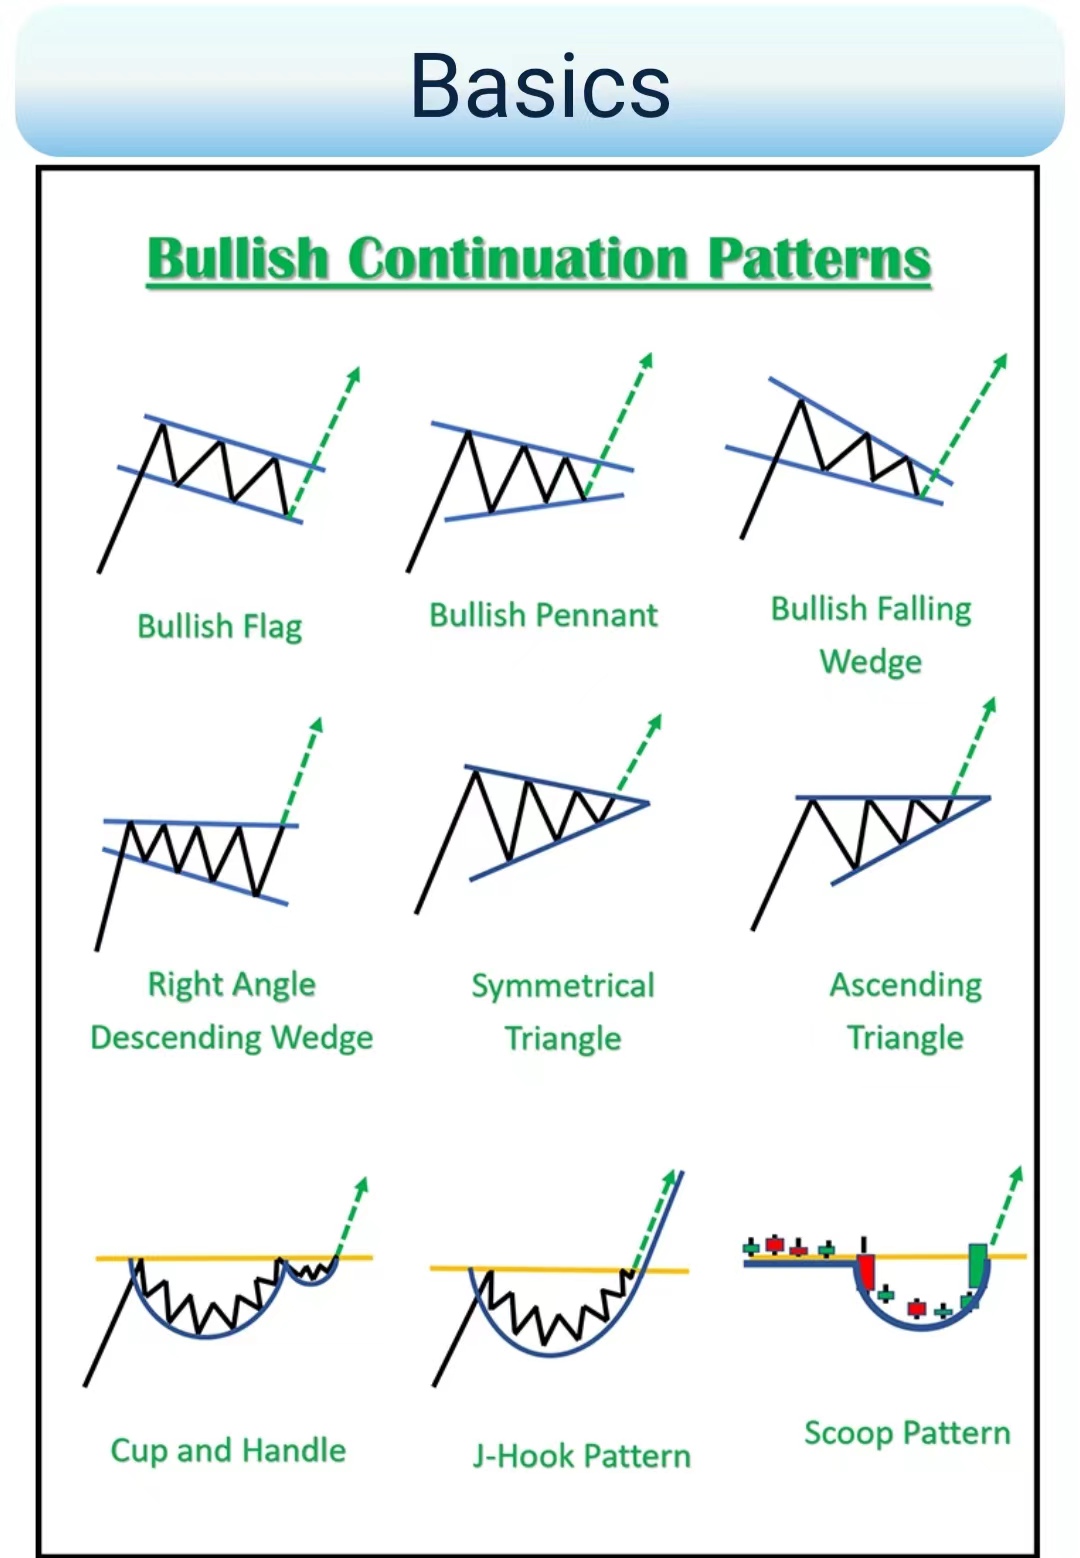 Basics
Bullish Continuation Patterns
Bullish Flag
Bullish Pennant
Bullish Falling
Wedge
Right Angle
Descending Wedge
Symmetrical
Triangle
Ascending
Triangle
Cup and Handle
J-Hook Pattern
Scoop Pattern